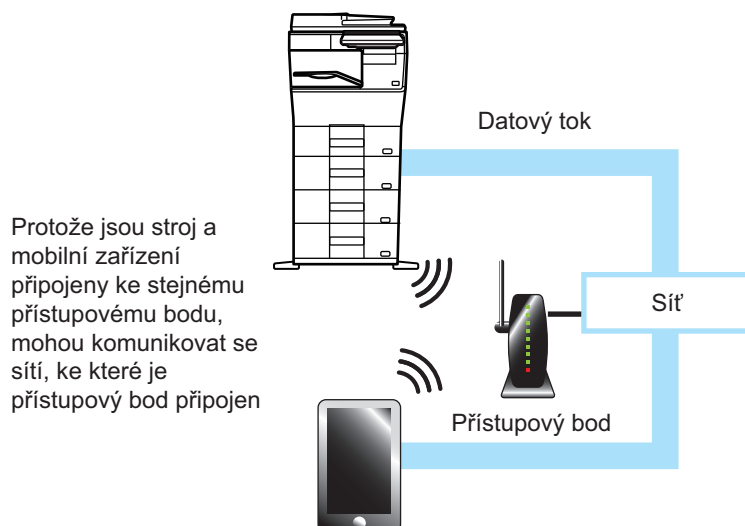 Datový tok
Protože jsou stroj a
mobilní zařízení
připojeny ke stejnému
přístupovému bodu,
mohou komunikovat se
sítí, ke které je
přístupový bod připojen
Síť
Přístupový bod